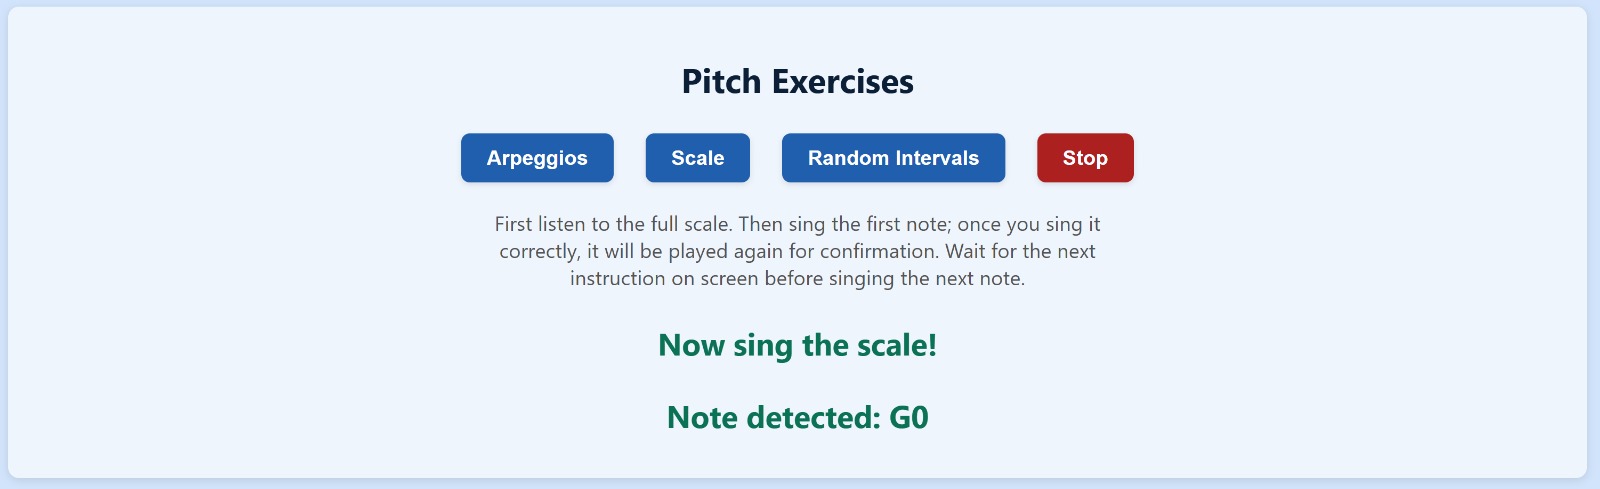 Pitch Exercises
Arpeggios Scale Random Intervals Stop
First listen to the full scale. Then sing the first note; once you sing it
correctly, it will be played again for confirmation. Wait for the next
instruction on screen before singing the next note.
Now sing the scale!
Note detected: G0